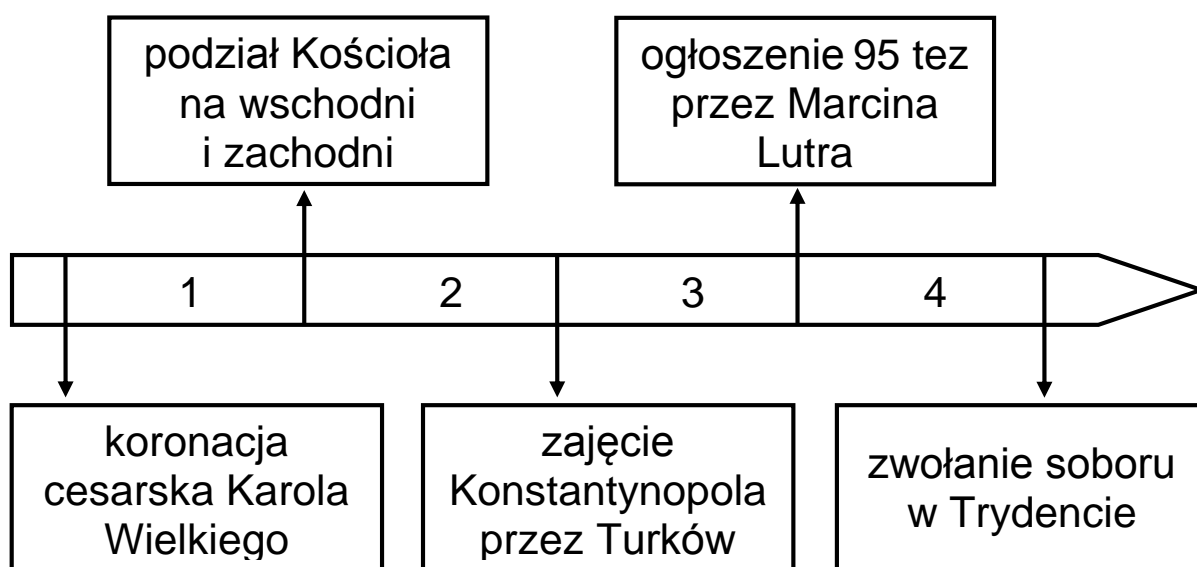 podział Kościoła
na wschodni
i zachodni
ogłoszenie 95 tez
przez Marcina
Lutra
1
2
3
4
koronacja
cesarska Karola
Wielkiego
zajęcie
Konstantynopola
przez Turków
zwołanie soboru
w Trydencie